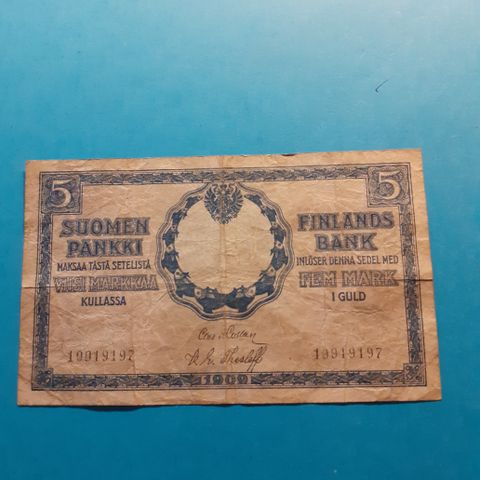 5
5
SUOMEN
PANKKI
MAKSAA TÄSTÄ SETELISTÄ
VIISI MARKKAA
KULLASSA
FINLANDS
BANK
INLÖSER DENNA SEDEL MED
FEM MARK
I GULD
19919197
19919197
1909